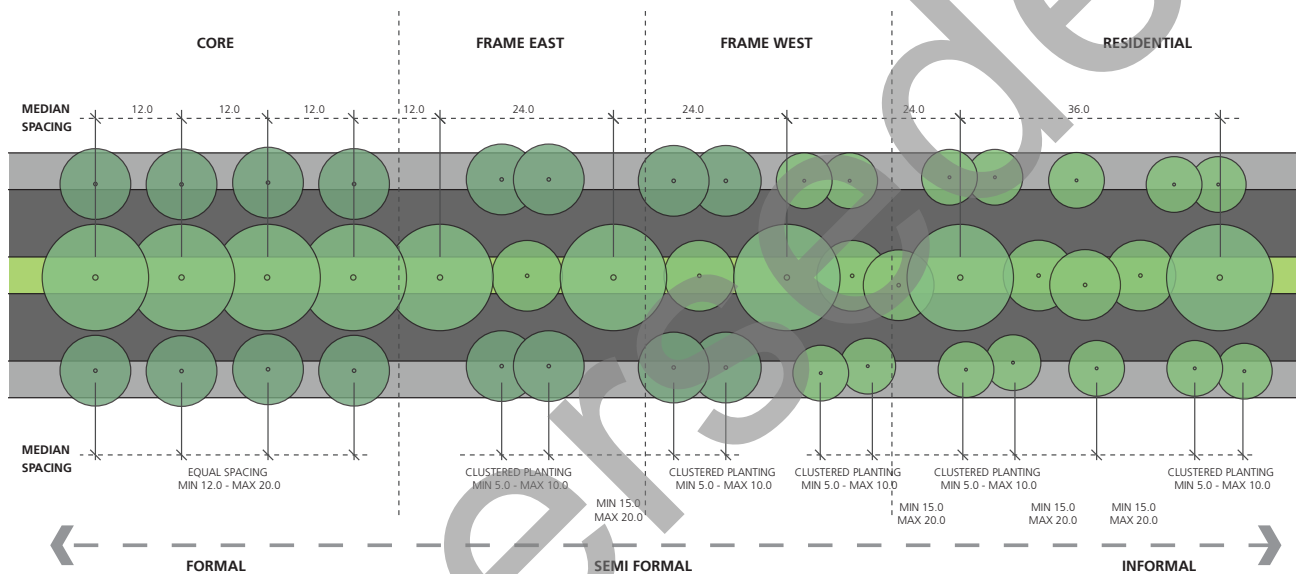 CORE
FRAME EAST
FRAME WEST
RESIDENTIAL
MEDIAN
SPACING
12.0
12.0
12.0
12.0
24.0
24.0
24.0
36.0
MEDIAN
SPACING
EQUAL SPACING
MIN 12.0 - MAX 20.0
CLUSTERED PLANTING
MIN 5.0 - MAX 10.0
CLUSTERED PLANTING
MIN 5.0 - MAX 10.0
CLUSTERED PLANTING
MIN 5.0 - MAX 10.0
CLUSTERED PLANTING
MIN 5.0 - MAX 10.0
CLUSTERED PLANTING
MIN 5.0 - MAX 10.0
MIN 15.0
MAX 20.0
MIN 15.0
MAX 20.0
MIN 15.0
MAX 20.0
MIN 15.0
MAX 20.0
FORMAL
SEMI FORMAL
INFORMAL
ersede